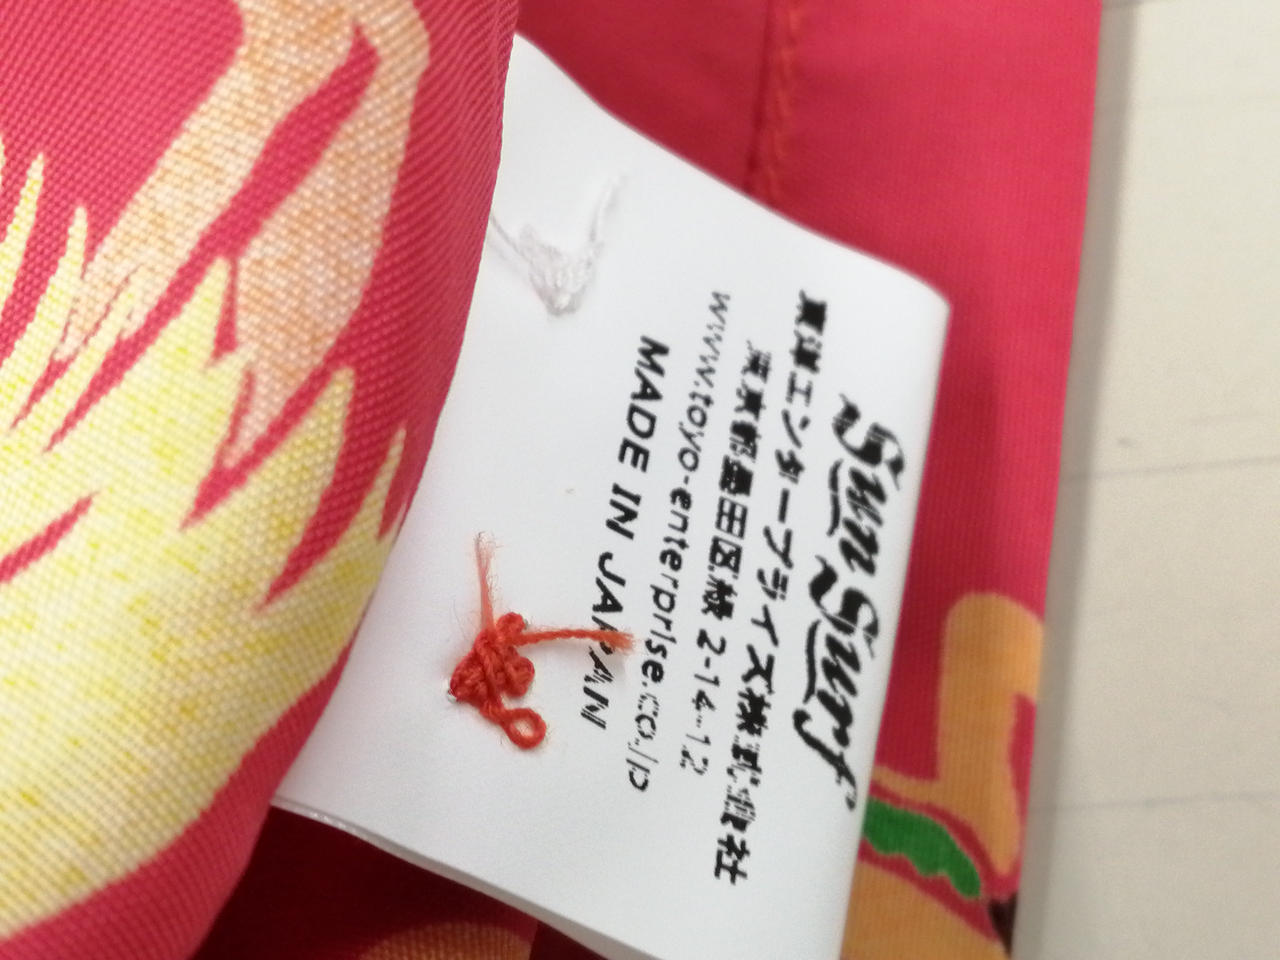 Sun Surf
東洋エンタープライズ株式会社
東京都墨田区横 2-14-12
www.toyo-enterprise.co.jp
MADE IN JAPAN